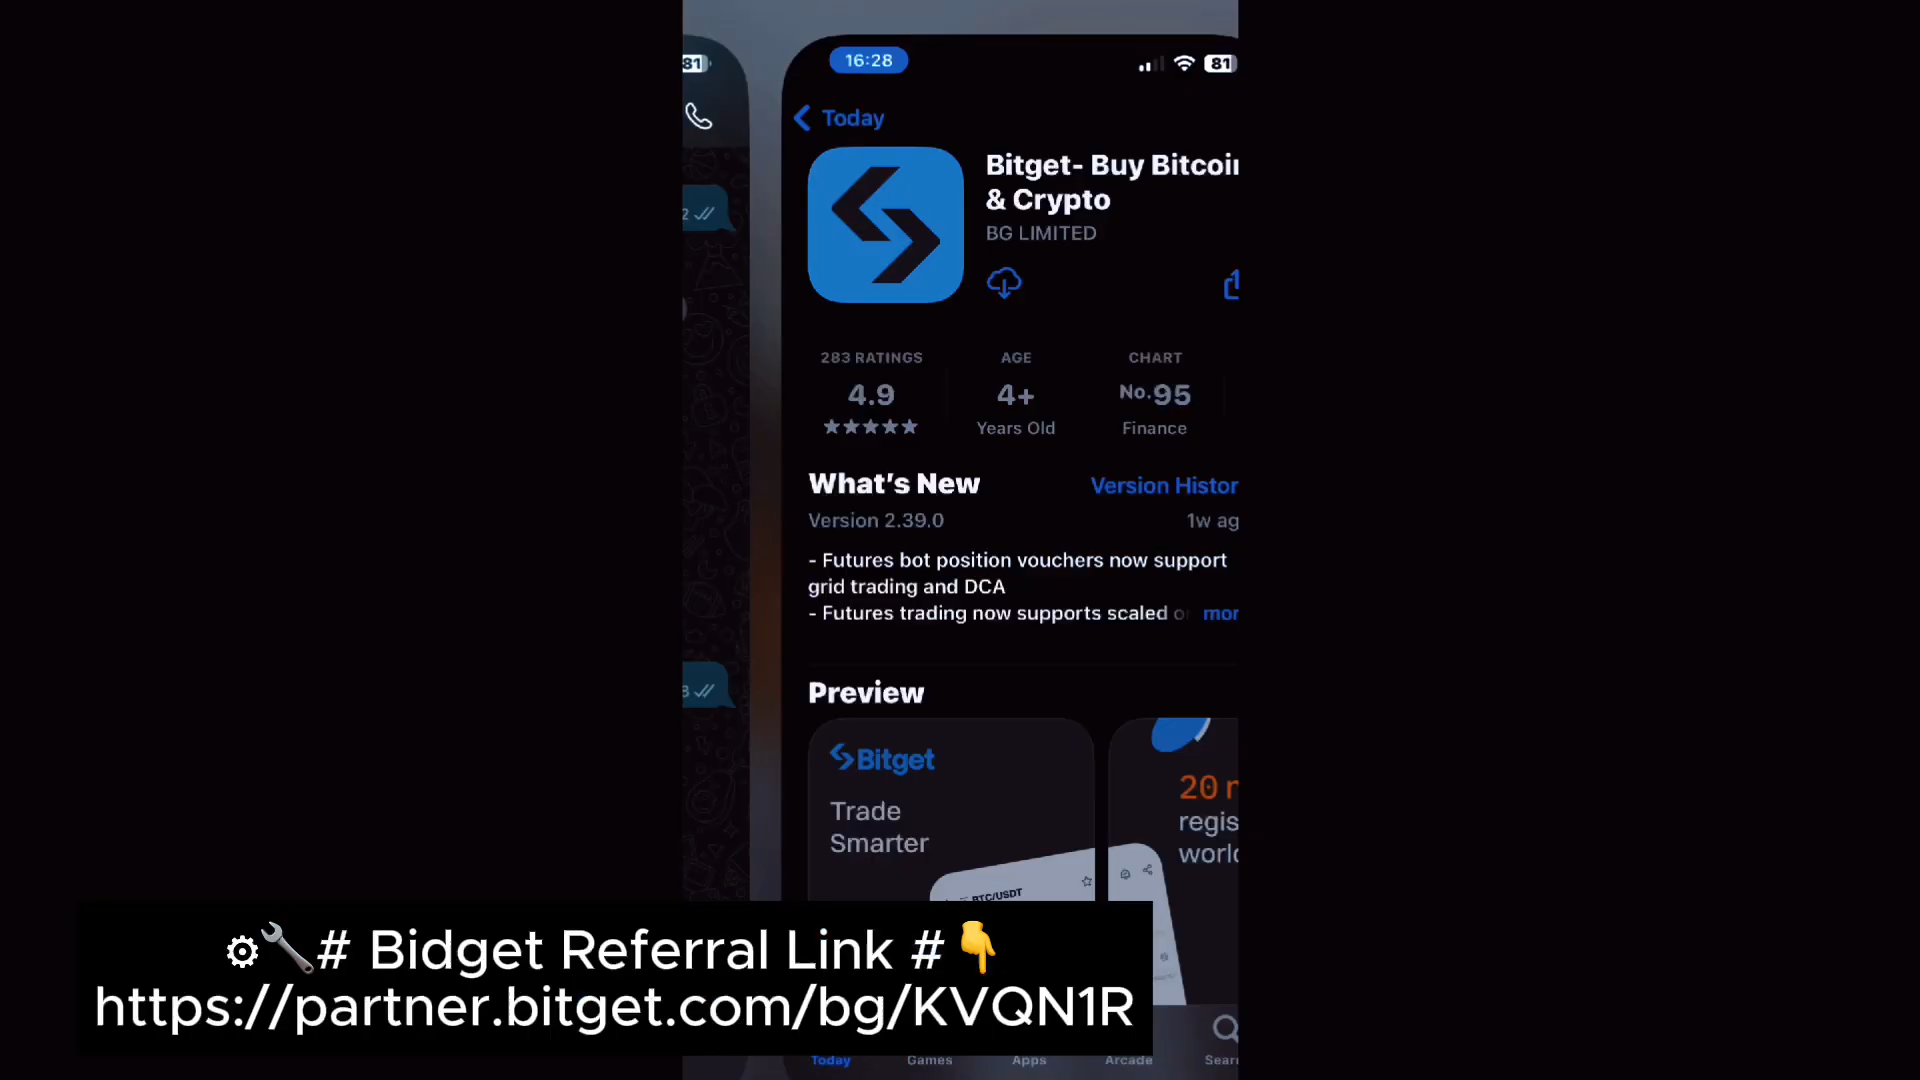 81
16:28
81
Today
Bitget- Buy Bitcoin
& Crypto
BG LIMITED
283 RATINGS
4.9
AGE
4+
Years Old
CHART
No.95
Finance
What's New
Version Histor
Version 2.39.0
1w ag
- Futures bot position vouchers now support
grid trading and DCA
- Futures trading now supports scaled o
mor
Preview
Bitget
Trade
Smarter
BTC/USDT
20
regis
world
# Bidget Referral Link #
https://partner.bitget.com/bg/KVQN1R
Today
Games
Apps
Arcade
Sear